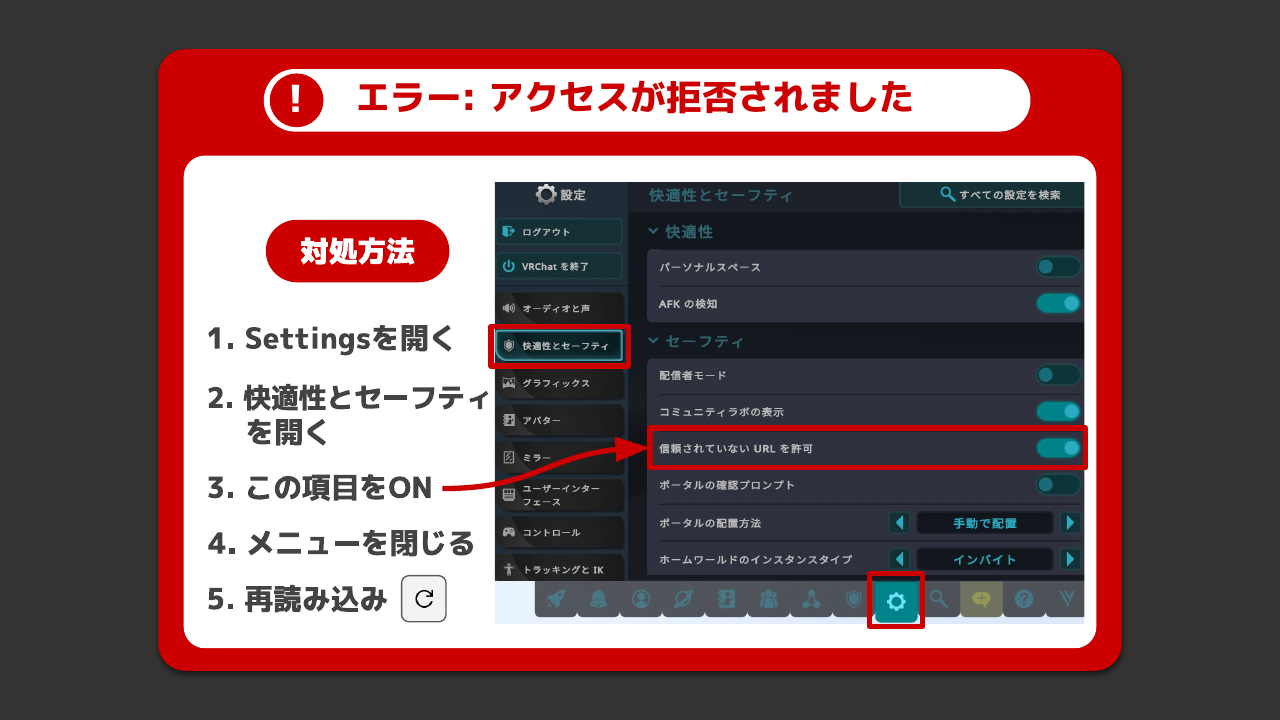 !
エラー: アクセスが拒否されました
対処方法
1. Settingsを開く
2. 快適性とセーフティ
を開く
3. この項目をON
4. メニューを閉じる
5. 再読み込み
設定
ログアウト
VRChat を終了
オーディオと声
快適性とセーフティ
グラフィックス
アバター
ミラー
ユーザーインター
フェース
コントロール
トラッキングと IK
快適性とセーフティ
すべての設定を検索
快適性
パーソナルスペース
AFK の検知
セーフティ
配信者モード
コミュニティラボの表示
信頼されていない URL を許可
ポータルの確認プロンプト
ポータルの配置方法
手動で配置
ホームワールドのインスタンスタイプ
インバイト